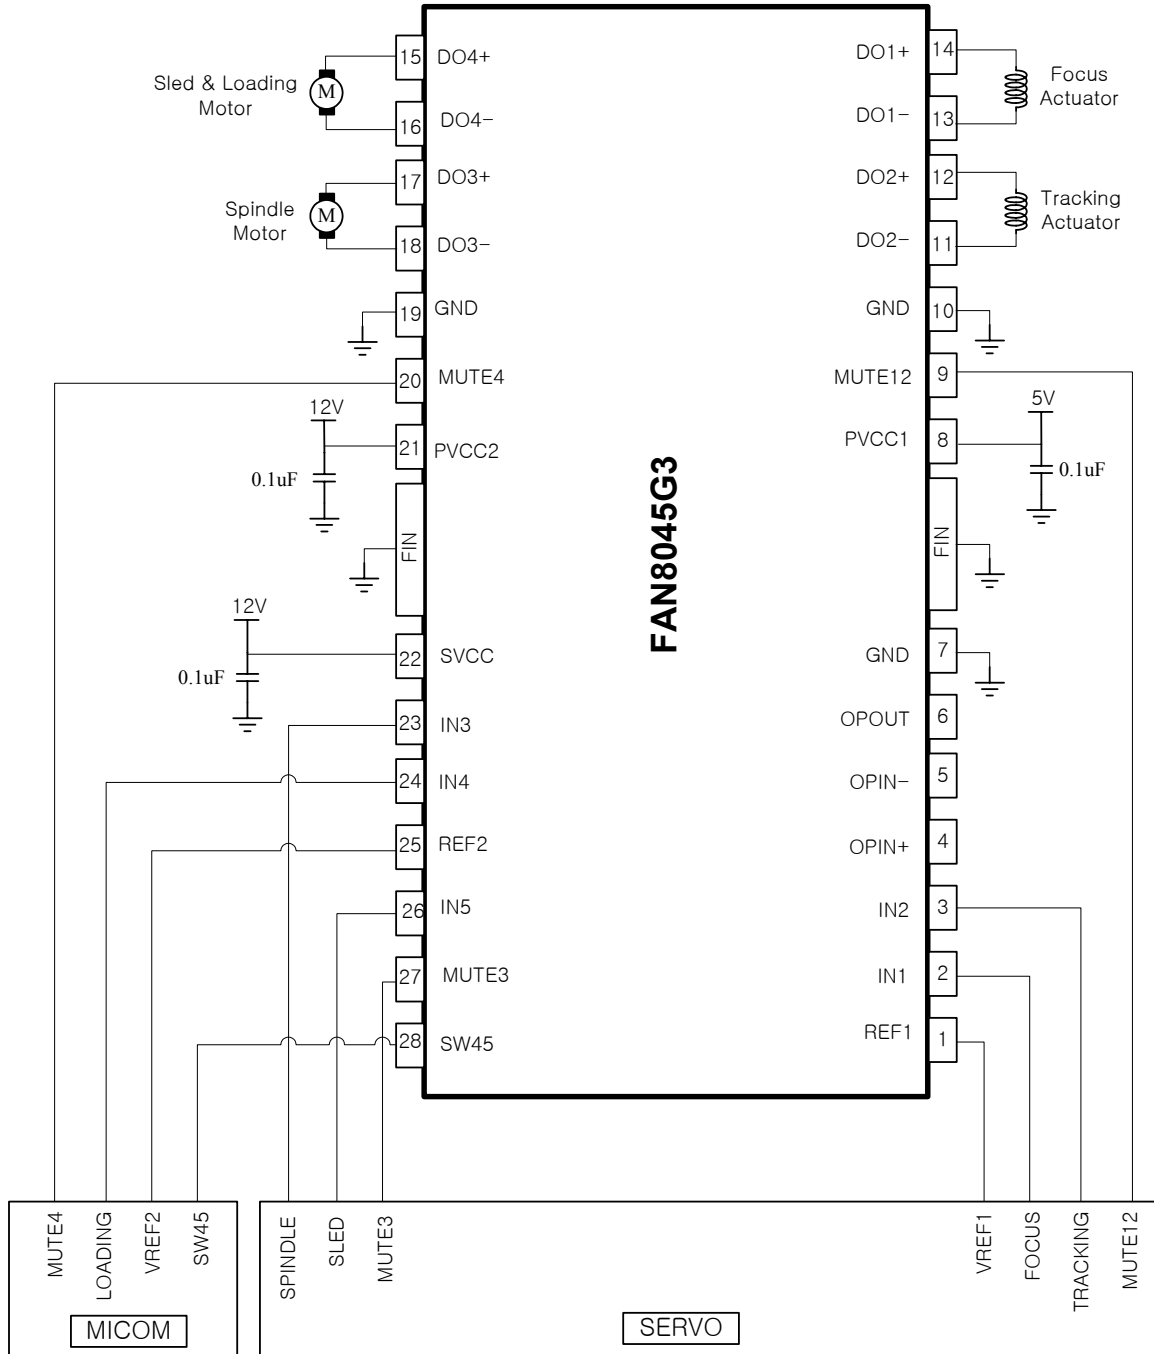 15 DO4+
DO1+ 14
Sled & Loading
Motor
M
Focus
Actuator
16 DO4-
DO1- 13
17 DO3+
DO2+ 12
Spindle
Motor
M
Tracking
Actuator
18 DO3-
DO2- 11
19 GND
GND 10
20 MUTE4
MUTE12 9
12V
5V
21 PVCC2
PVCC1 8
0.1uF
0.1uF
FIN
FIN
FAN8045G3
12V
22 SVCC
GND 7
0.1uF
23 IN3
OPOUT 6
24 IN4
OPIN- 5
25 REF2
OPIN+ 4
26 IN5
IN2 3
27 MUTE3
IN1 2
28 SW45
REF1 1
MUTE4
LOADING
VREF2
SW45
SPINDLE
SLED
MUTE3
VREF1
FOCUS
TRACKING
MUTE12
MICOM
SERVO